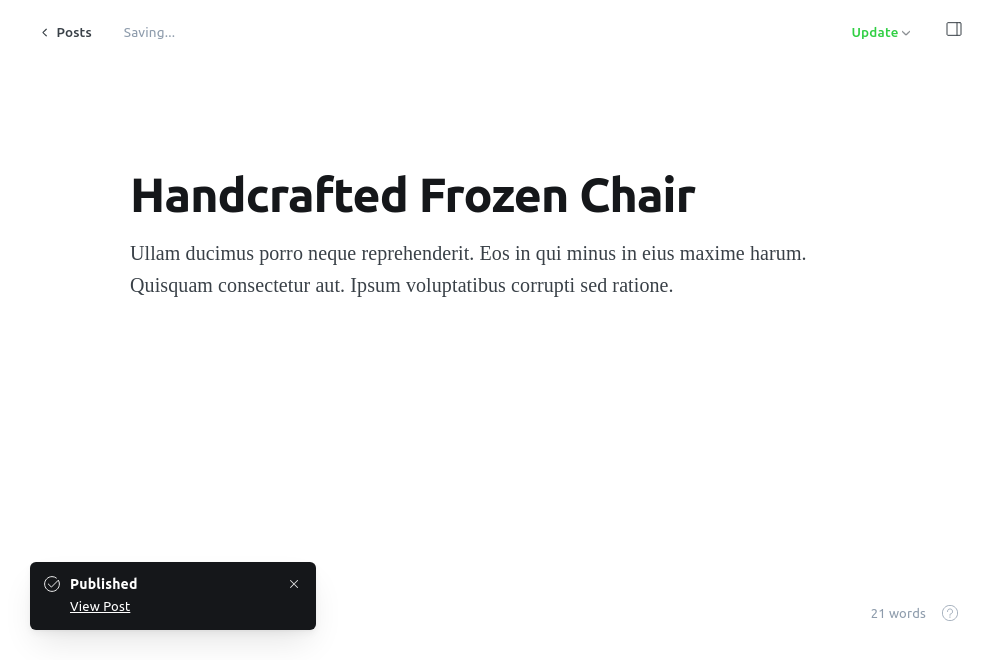 Posts
Saving...
Update
Handcrafted Frozen Chair
Ullam ducimus porro neque reprehenderit. Eos in qui minus in eius maxime harum.
Quisquam consectetur aut. Ipsum voluptatibus corrupti sed ratione.
Published
View Post
21 words
?